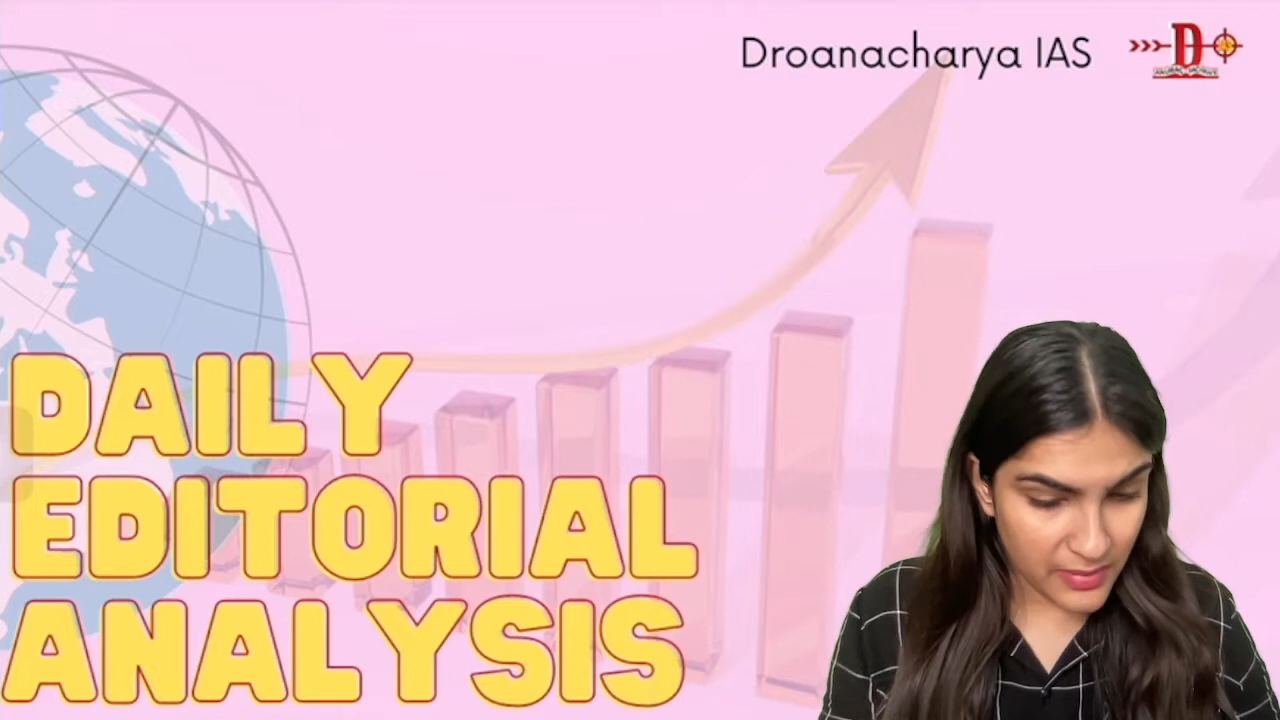 Droanacharya IAS
D
DAILY
EDITORIAL
ANALYSIS